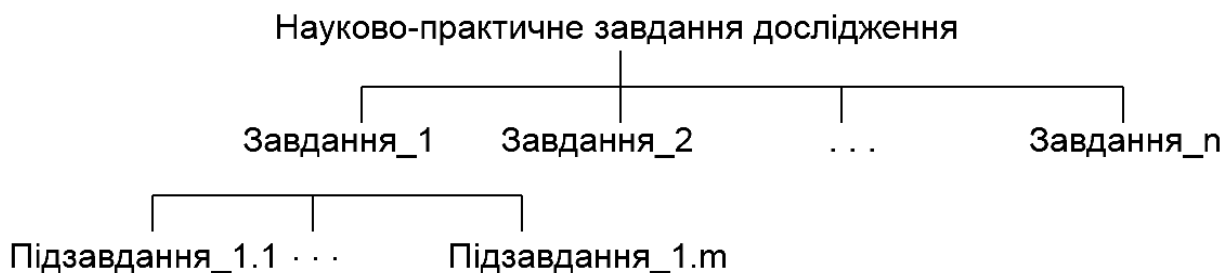 Науково-практичне завдання дослідження
Завдання_1 Завдання_2 . . . Завдання_n
Підзавдання_1.1 . . . Підзавдання_1.m